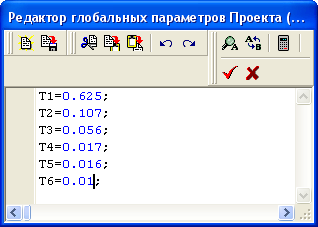 Редактор глобальных параметров Проекта (...
T1=0.625;
T2=0.107;
T3=0.056;
T4=0.017;
T5=0.016;
T6=0.01;